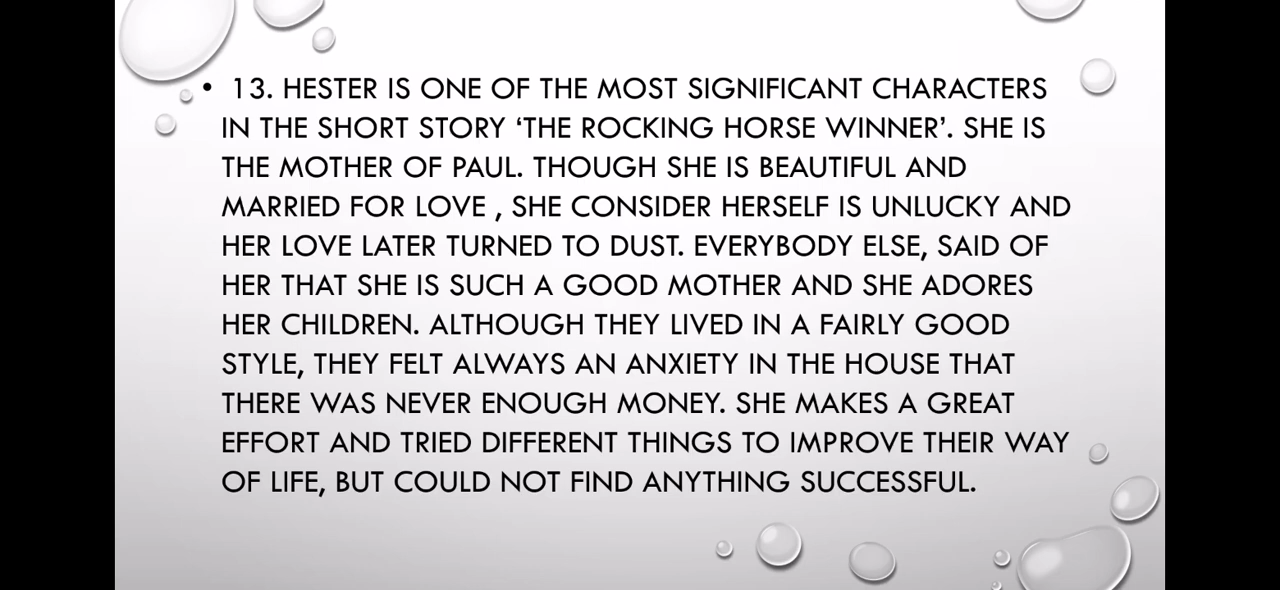 • 13. HESTER IS ONE OF THE MOST SIGNIFICANT CHARACTERS
IN THE SHORT STORY ‘THE ROCKING HORSE WINNER’. SHE IS
THE MOTHER OF PAUL. THOUGH SHE IS BEAUTIFUL AND
MARRIED FOR LOVE , SHE CONSIDER HERSELF IS UNLUCKY AND
HER LOVE LATER TURNED TO DUST. EVERYBODY ELSE, SAID OF
HER THAT SHE IS SUCH A GOOD MOTHER AND SHE ADORES
HER CHILDREN. ALTHOUGH THEY LIVED IN A FAIRLY GOOD
STYLE, THEY FELT ALWAYS AN ANXIETY IN THE HOUSE THAT
THERE WAS NEVER ENOUGH MONEY. SHE MAKES A GREAT
EFFORT AND TRIED DIFFERENT THINGS TO IMPROVE THEIR WAY
OF LIFE, BUT COULD NOT FIND ANYTHING SUCCESSFUL.